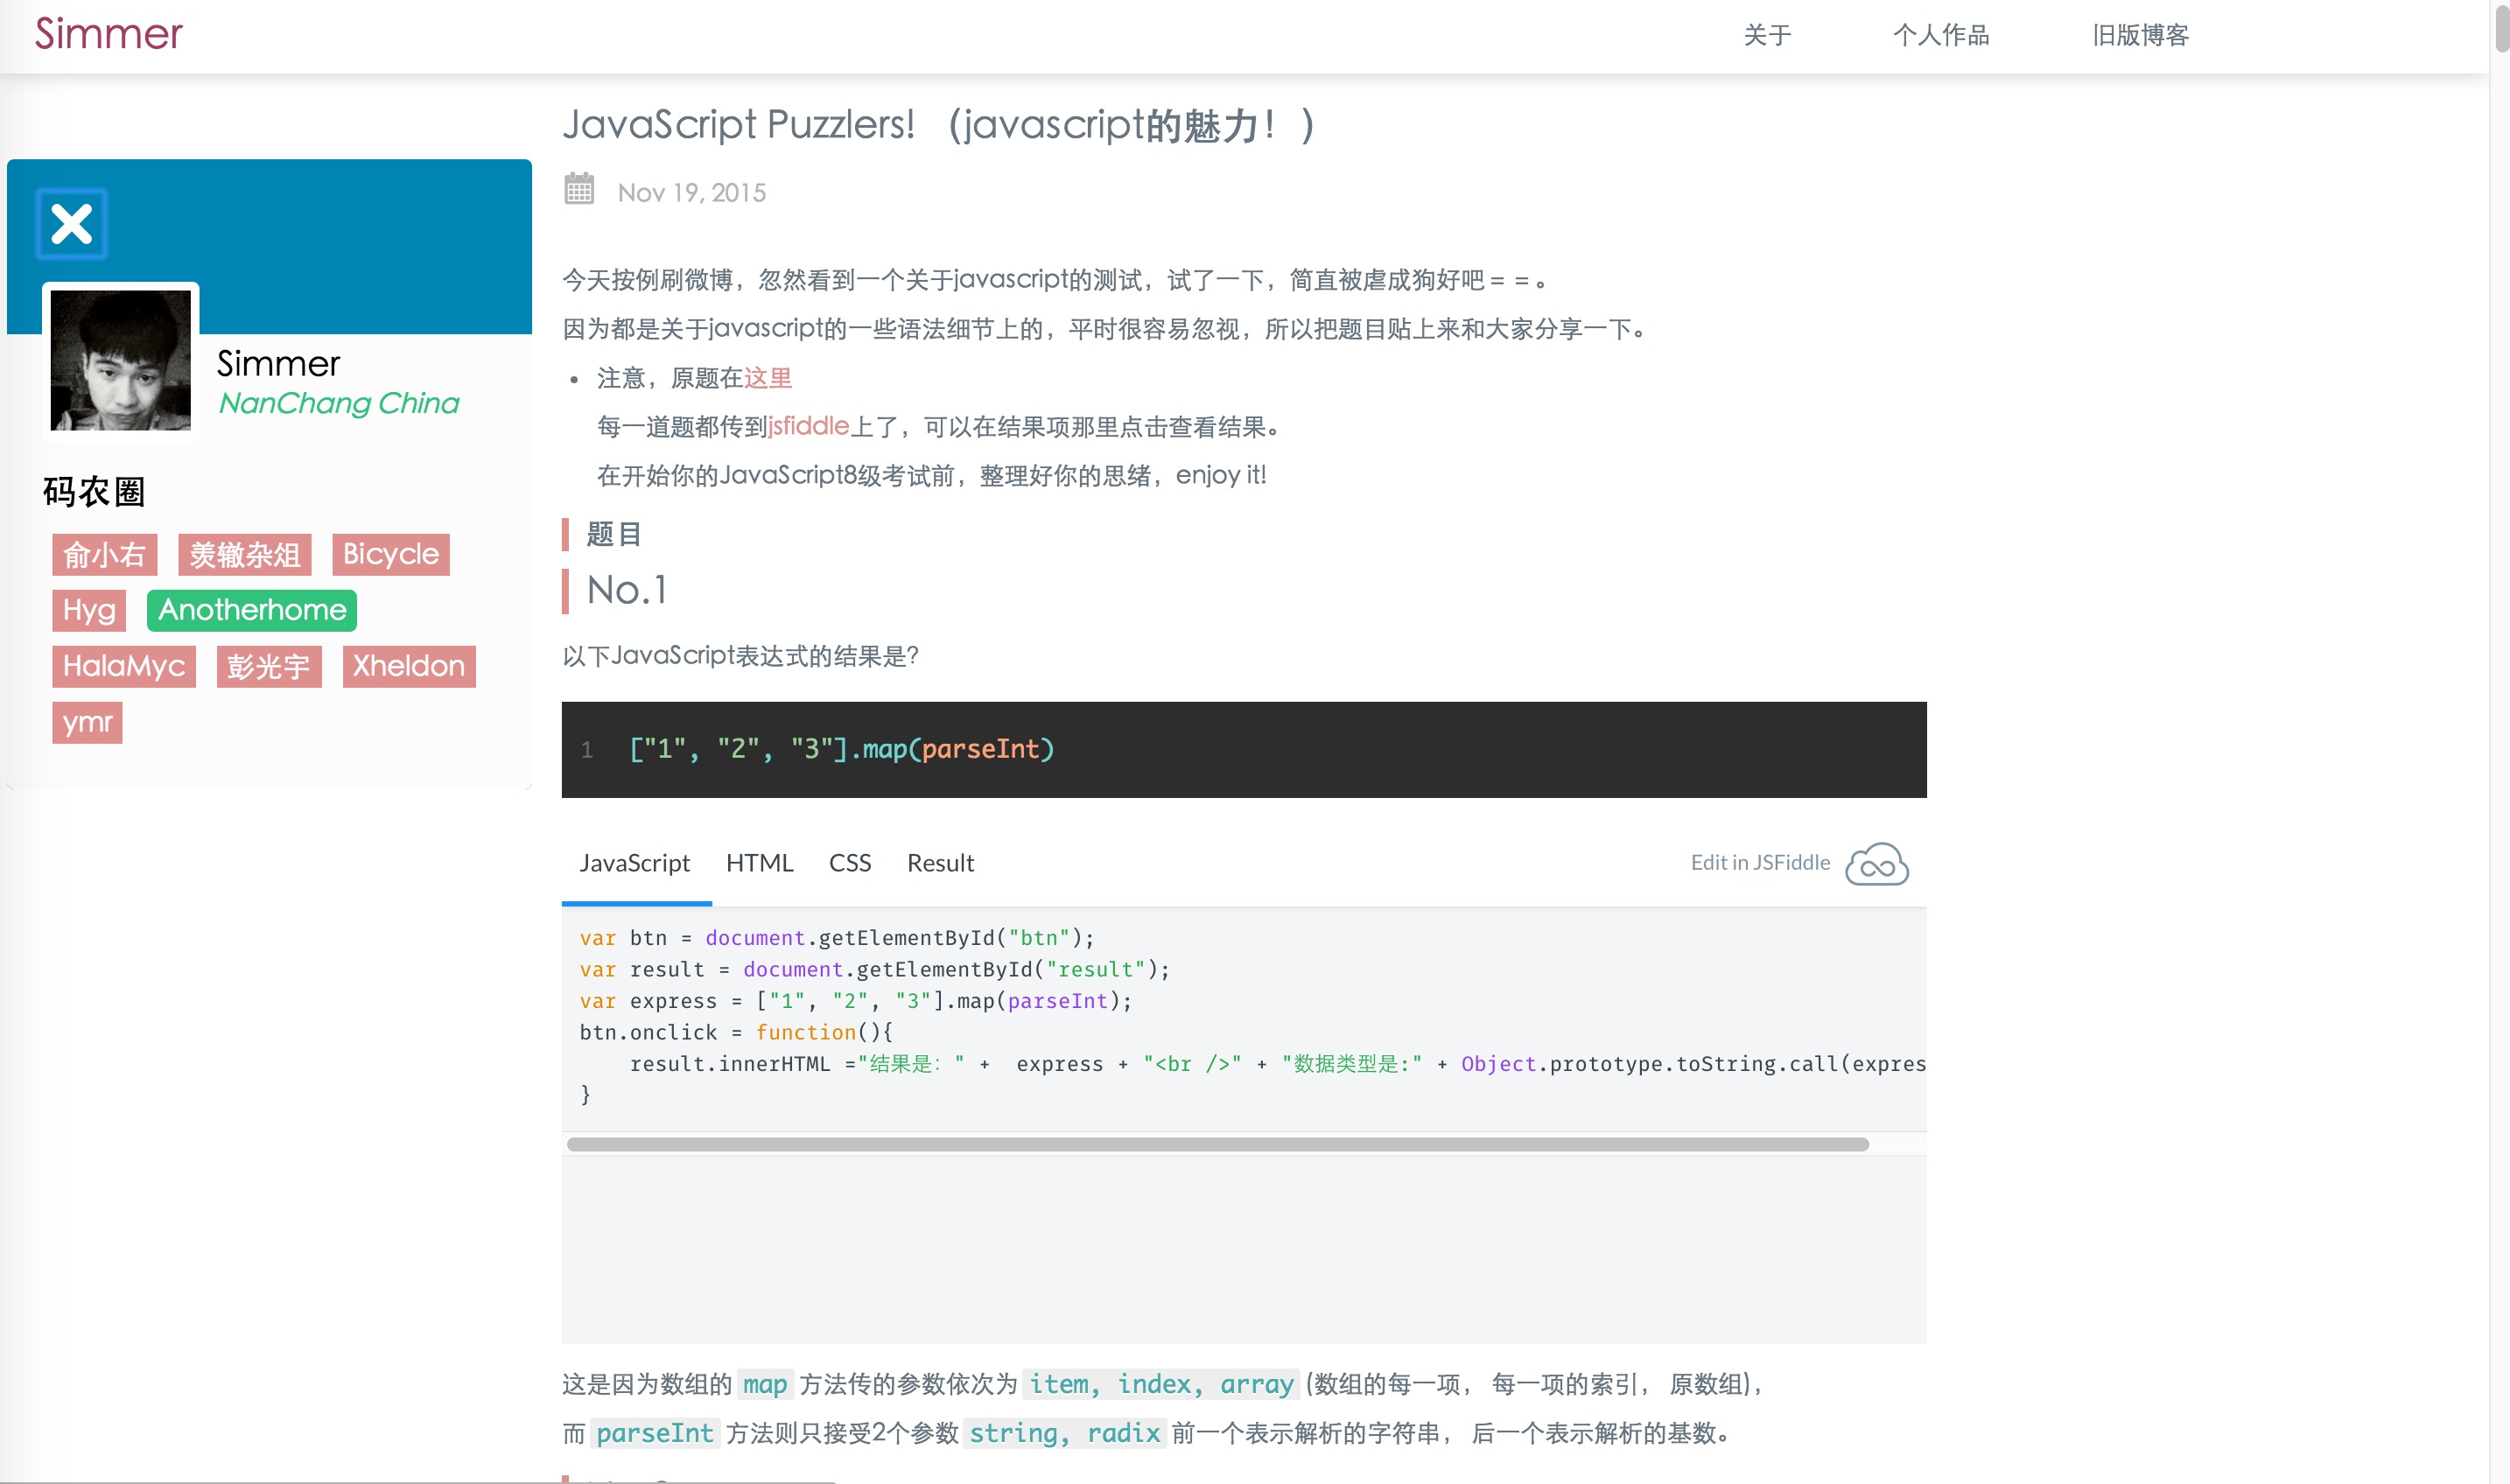 Simmer
关于 个人作品 旧版博客
JavaScript Puzzlers! （javascript的魅力！）
Nov 19, 2015
Simmer
NanChang China
码农圈
俞小右 羡辙杂俎 Bicycle
Hyg Anotherhome
HalaMyc 彭光宇 Xheldon
ymr
今天按例刷微博，忽然看到一个关于javascript的测试，试了一下，简直被虐成狗好吧 = = 。
因为都是关于javascript的一些语法细节上的，平时很容易忽视，所以把题目贴上来和大家分享一下。
• 注意，原题在这里
每一道题都传到jsfiddle上了，可以在结果项那里点击查看结果。
在开始你的JavaScript8级考试前，整理好你的思绪，enjoy it!
题目
No.1
以下JavaScript表达式的结果是?
1 ["1", "2", "3"].map(parseInt)
JavaScript HTML CSS Result Edit in JSFiddle
var btn = document.getElementById("btn");
var result = document.getElementById("result");
var express = ["1", "2", "3"].map(parseInt);
btn.onclick = function(){
    result.innerHTML ="结果是: " +  express + "<br />" + "数据类型是:" + Object.prototype.toString.call(expres
}
这是因为数组的 map 方法传的参数依次为 item, index, array (数组的每一项， 每一项的索引， 原数组)，
而 parseInt 方法则只接受2个参数 string, radix 前一个表示解析的字符串， 后一个表示解析的基数。